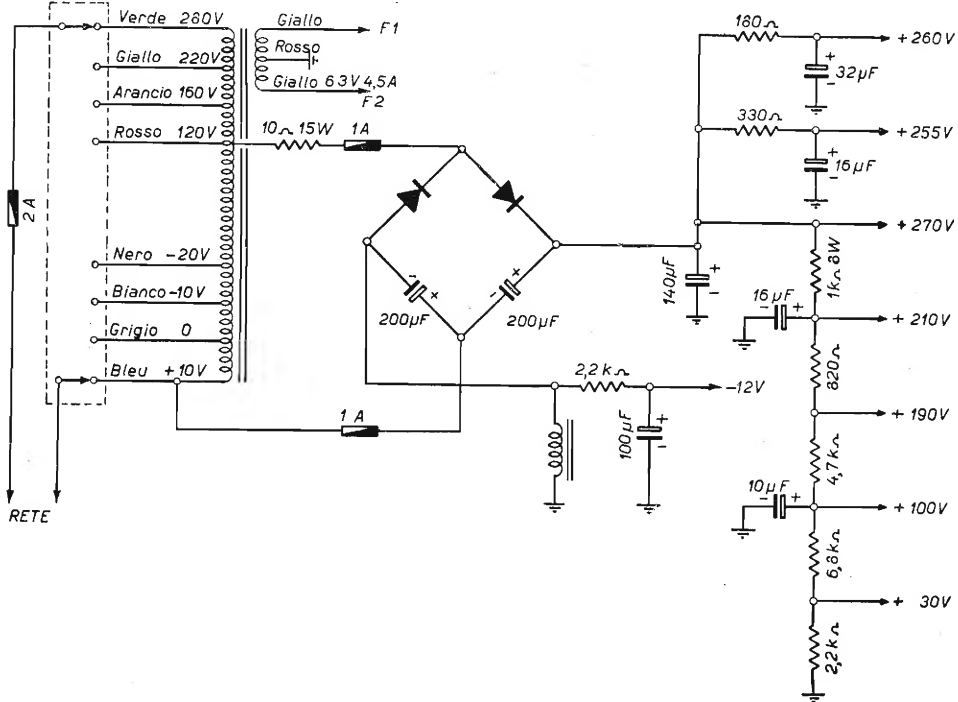 Verde 280V
Giallo 220V
Arancio 160V
Rosso 120V
Nero -20V
Bianco -10V
Grigio 0
Bleu +10V
2 A
RETE
Giallo
F1
Rosso
Giallo 6,3V 4,5A
F2
10Ω 15W
1A
- 200µF +
- 200µF +
1 A
180Ω
+260V
+ 32µF -
330Ω
+255V
+ 16µF -
+270V
140µF + -
1kΩ 8W
16µF
- +
+210V
820Ω
+190V
4,7kΩ
10µF
- +
+100V
6,8kΩ
+ 30V
2,2kΩ
2,2kΩ
-12V
100µF + -